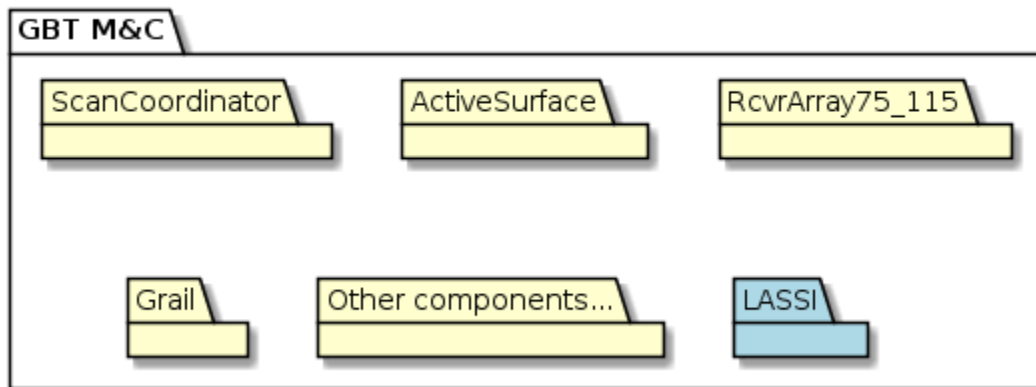 GBT M&C
ScanCoordinator
ActiveSurface
RcvrArray75_115
Grail
Other components...
LASSI